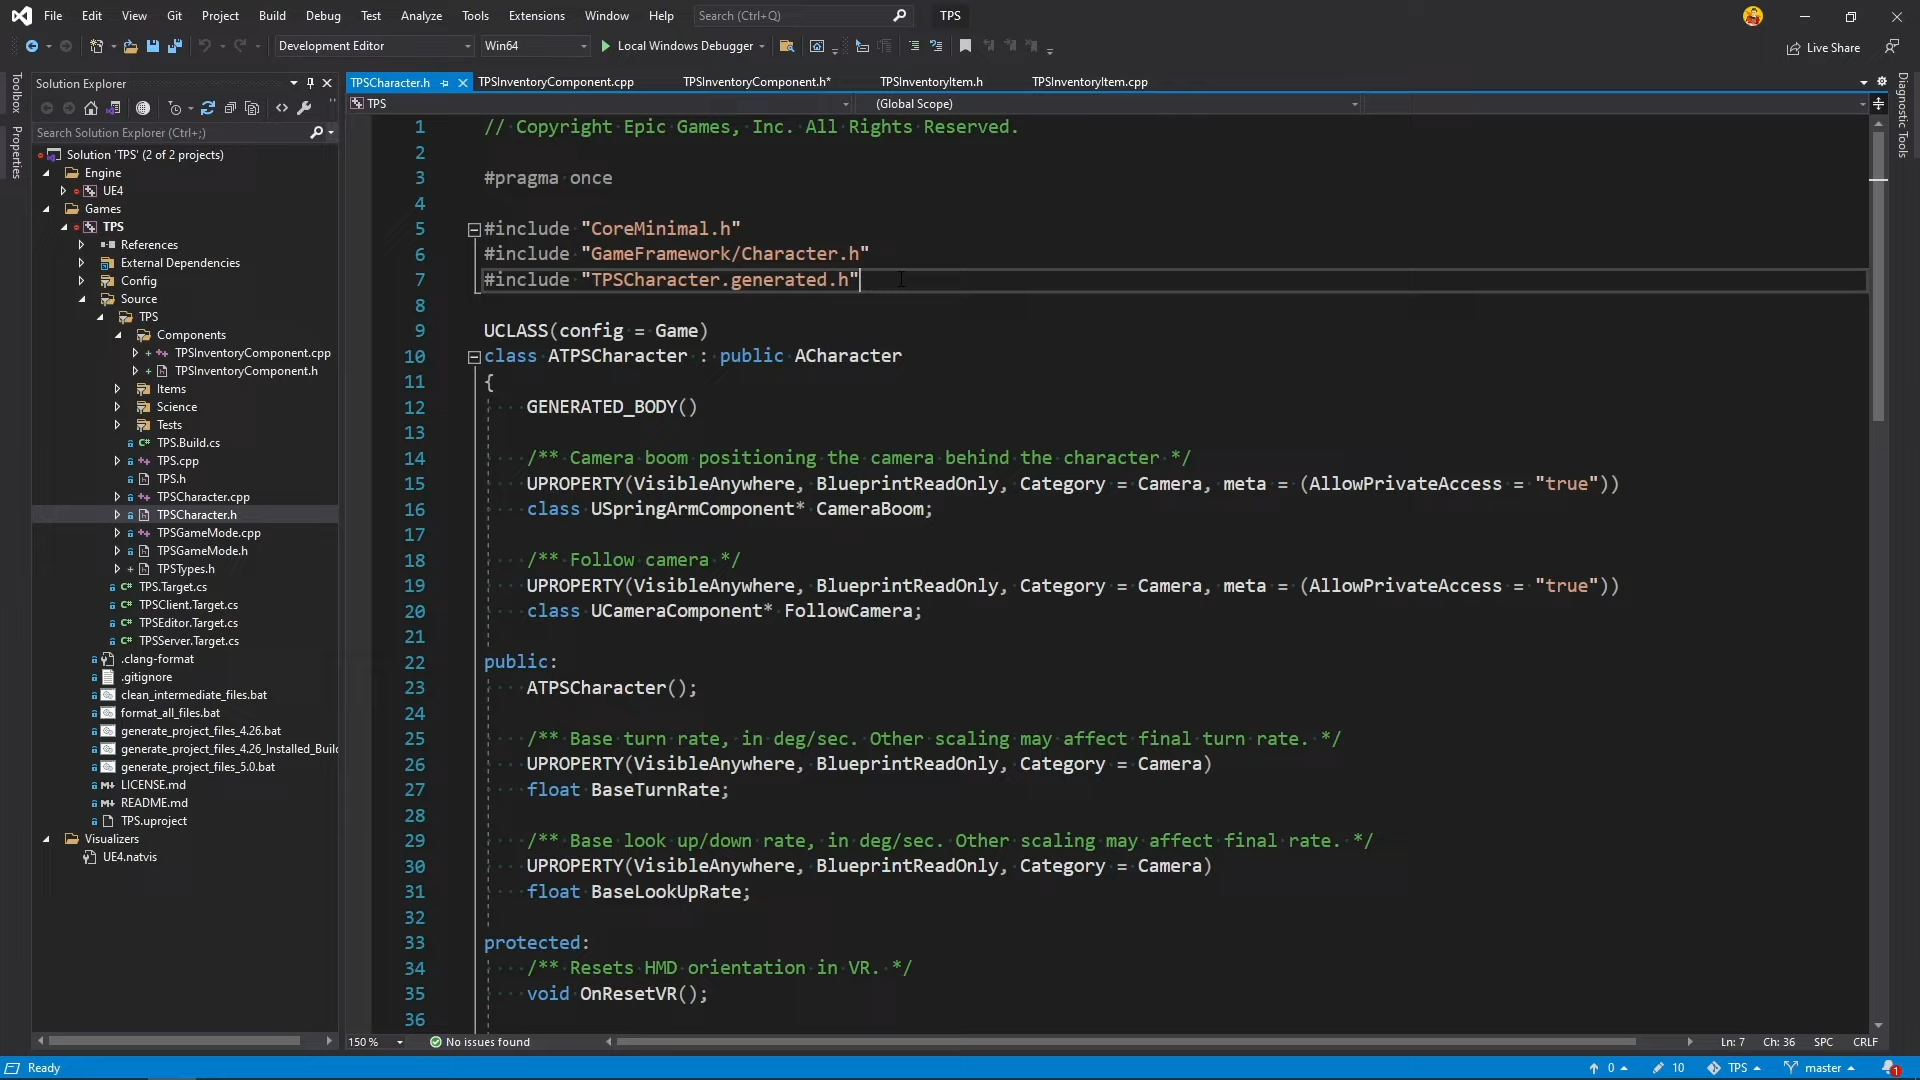 File Edit View Git Project Build Debug Test Analyze Tools Extensions Window Help Search (Ctrl+Q) TPS
Development Editor Win64 Local Windows Debugger Live Share
Toolbox
Properties
Solution Explorer
Search Solution Explorer (Ctrl+;)
Solution 'TPS' (2 of 2 projects)
Engine
UE4
Games
TPS
References
External Dependencies
Config
Source
TPS
Components
TPSInventoryComponent.cpp
TPSInventoryComponent.h
Items
Science
Tests
TPS.Build.cs
TPS.cpp
TPS.h
TPSCharacter.cpp
TPSCharacter.h
TPSGameMode.cpp
TPSGameMode.h
TPSTypes.h
TPS.Target.cs
TPSClient.Target.cs
TPSEditor.Target.cs
TPSServer.Target.cs
.clang-format
.gitignore
clean_intermediate_files.bat
format_all_files.bat
generate_project_files_4.26.bat
generate_project_files_4.26_Installed_Build
generate_project_files_5.0.bat
LICENSE.md
README.md
TPS.uproject
Visualizers
UE4.natvis
TPSCharacter.h TPSInventoryComponent.cpp TPSInventoryComponent.h* TPSInventoryItem.h TPSInventoryItem.cpp
TPS (Global Scope)
1 // Copyright Epic Games, Inc. All Rights Reserved.
2
3 #pragma once
4
5 #include "CoreMinimal.h"
6 #include "GameFramework/Character.h"
7 #include "TPSCharacter.generated.h"
8
9 UCLASS(config = Game)
10 class ATPSCharacter : public ACharacter
11 {
12 GENERATED_BODY()
13
14 /** Camera boom positioning the camera behind the character */
15 UPROPERTY(VisibleAnywhere, BlueprintReadOnly, Category = Camera, meta = (AllowPrivateAccess = "true"))
16 class USpringArmComponent* CameraBoom;
17
18 /** Follow camera */
19 UPROPERTY(VisibleAnywhere, BlueprintReadOnly, Category = Camera, meta = (AllowPrivateAccess = "true"))
20 class UCameraComponent* FollowCamera;
21
22 public:
23 ATPSCharacter();
24
25 /** Base turn rate, in deg/sec. Other scaling may affect final turn rate. */
26 UPROPERTY(VisibleAnywhere, BlueprintReadOnly, Category = Camera)
27 float BaseTurnRate;
28
29 /** Base look up/down rate, in deg/sec. Other scaling may affect final rate. */
30 UPROPERTY(VisibleAnywhere, BlueprintReadOnly, Category = Camera)
31 float BaseLookUpRate;
32
33 protected:
34 /** Resets HMD orientation in VR. */
35 void OnResetVR();
36
Diagnostic Tools
150 % No issues found Ln: 7 Ch: 36 SPC CRLF
Ready 0 10 TPS master 1